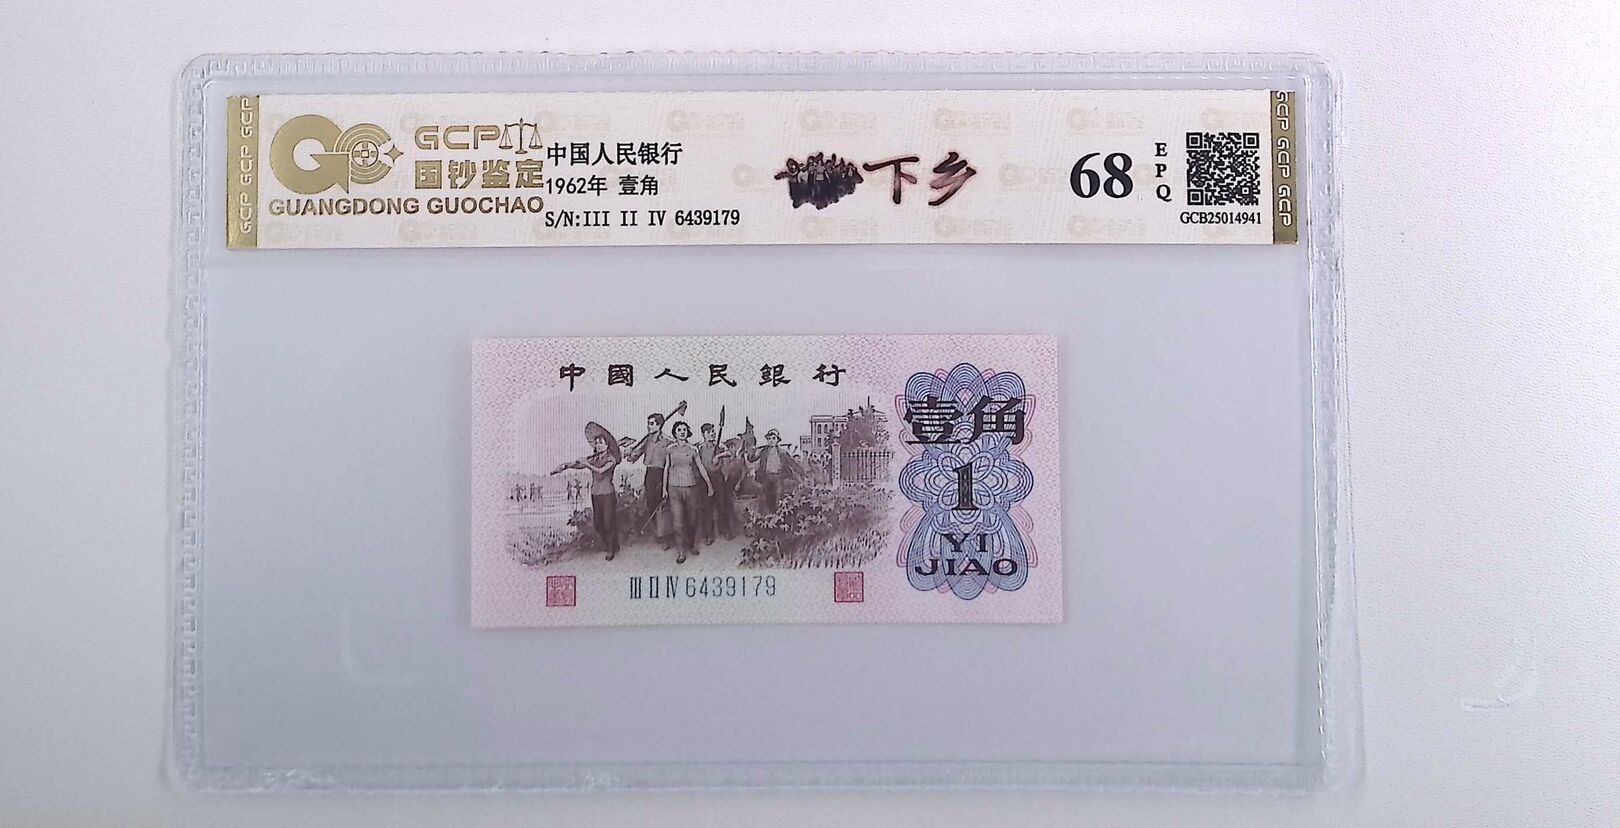 GCP GCP GCP
GCP
国钞鉴定
GUANGDONG GUOCHAO
中国人民银行
1962年 壹角
S/N:III II IV 6439179
下乡
68
EPQ
GCB25014941
GCP GCP GCP
中國人民銀行
壹角
1
YI
JIAO
III II IV 6439179